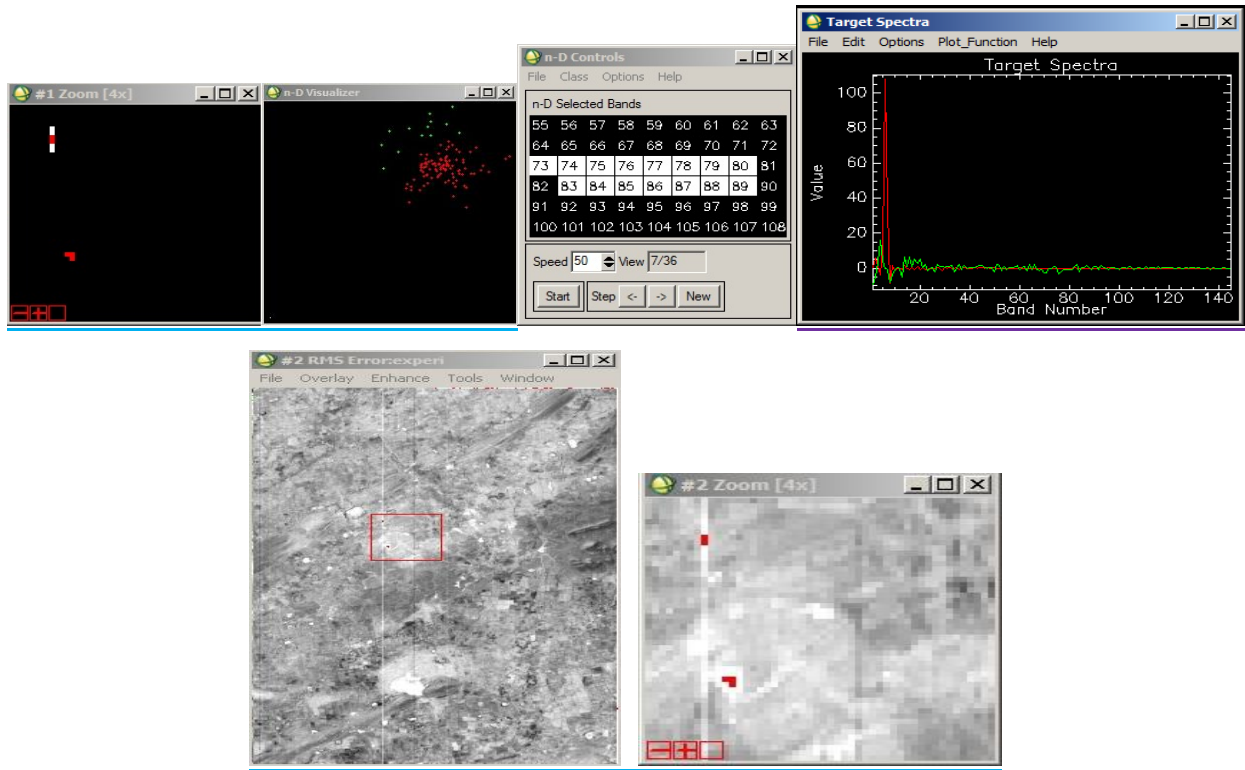 #1 Zoom [4x]
n-D Visualizer
n-D Controls
File Class Options Help
n-D Selected Bands
55 56 57 58 59 60 61 62 63
64 65 66 67 68 69 70 71 72
73 74 75 76 77 78 79 80 81
82 83 84 85 86 87 88 89 90
91 92 93 94 95 96 97 98 99
100 101 102 103 104 105 106 107 108
Speed 50 View 7/36
Start Step <- -> New
Target Spectra
File Edit Options Plot_Function Help
Target Spectra
100
80
60
40
20
0
Value
20 40 60 80 100 120 140
Band Number
#2 RMS Error:experi
File Overlay Enhance Tools Window
#2 Zoom [4x]